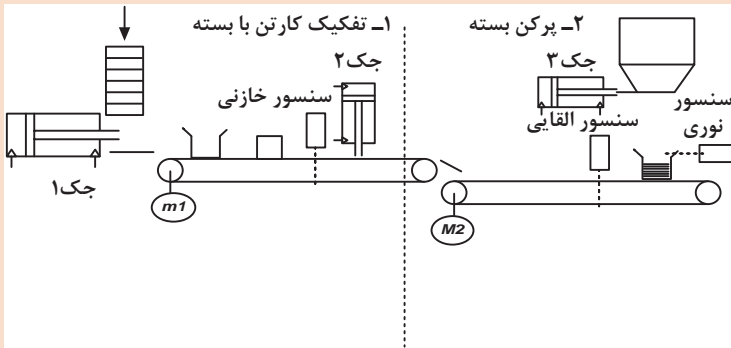 ۱ـ تفکیک کارتن با بسته
۲ـ پرکن بسته
جک۲
جک۳
سنسور خازنی
سنسور القایی
سنسور
نوری
جک۱
m1
M2